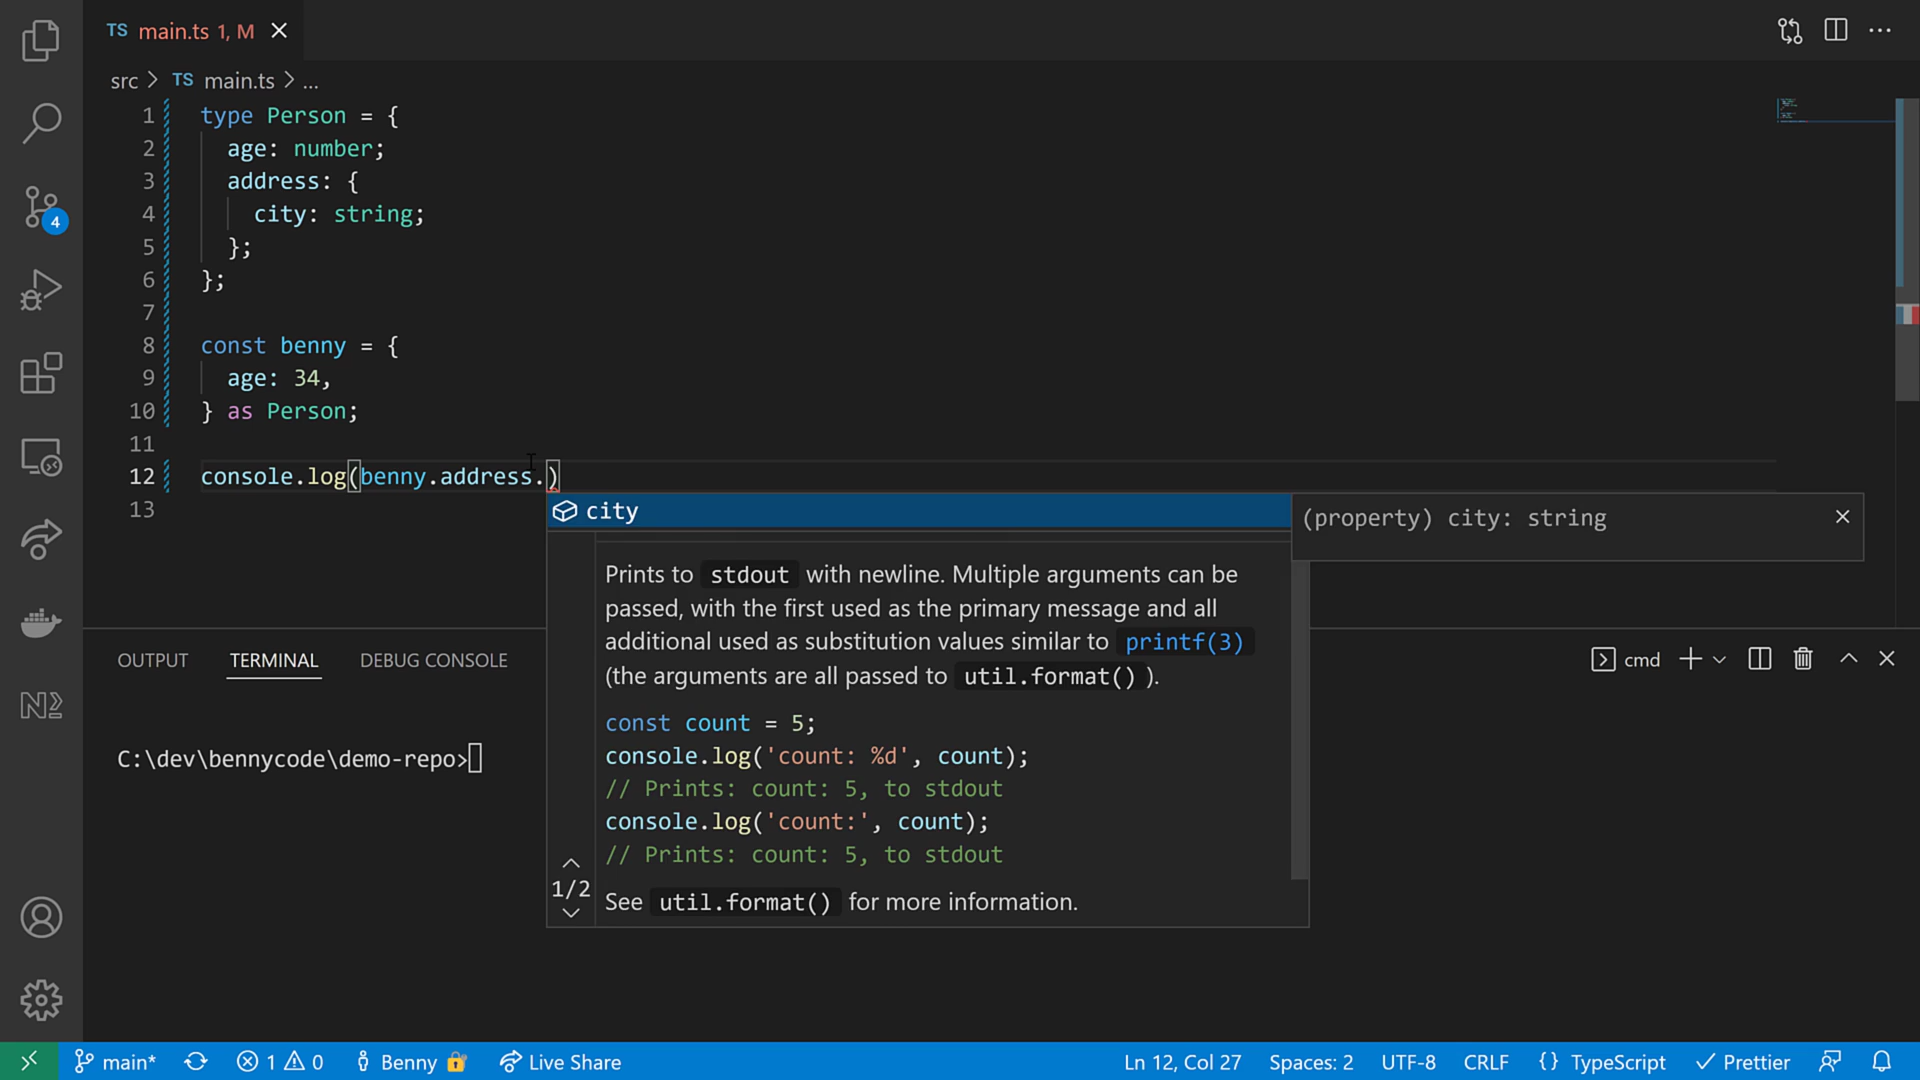 TS main.ts 1, M
src > TS main.ts > ...
1 type Person = {
2 age: number;
3 address: {
4 city: string;
5 };
6 };
7
8 const benny = {
9 age: 34,
10 } as Person;
11
12 console.log(benny.address.)
13
city
(property) city: string
Prints to stdout with newline. Multiple arguments can be
passed, with the first used as the primary message and all
additional used as substitution values similar to printf(3)
(the arguments are all passed to util.format() ).
const count = 5;
console.log('count: %d', count);
// Prints: count: 5, to stdout
console.log('count:', count);
// Prints: count: 5, to stdout
1/2
See util.format() for more information.
4
OUTPUT TERMINAL DEBUG CONSOLE
cmd
C:\dev\bennycode\demo-repo>
main* 1 0 Benny Live Share
Ln 12, Col 27 Spaces: 2 UTF-8 CRLF {} TypeScript Prettier